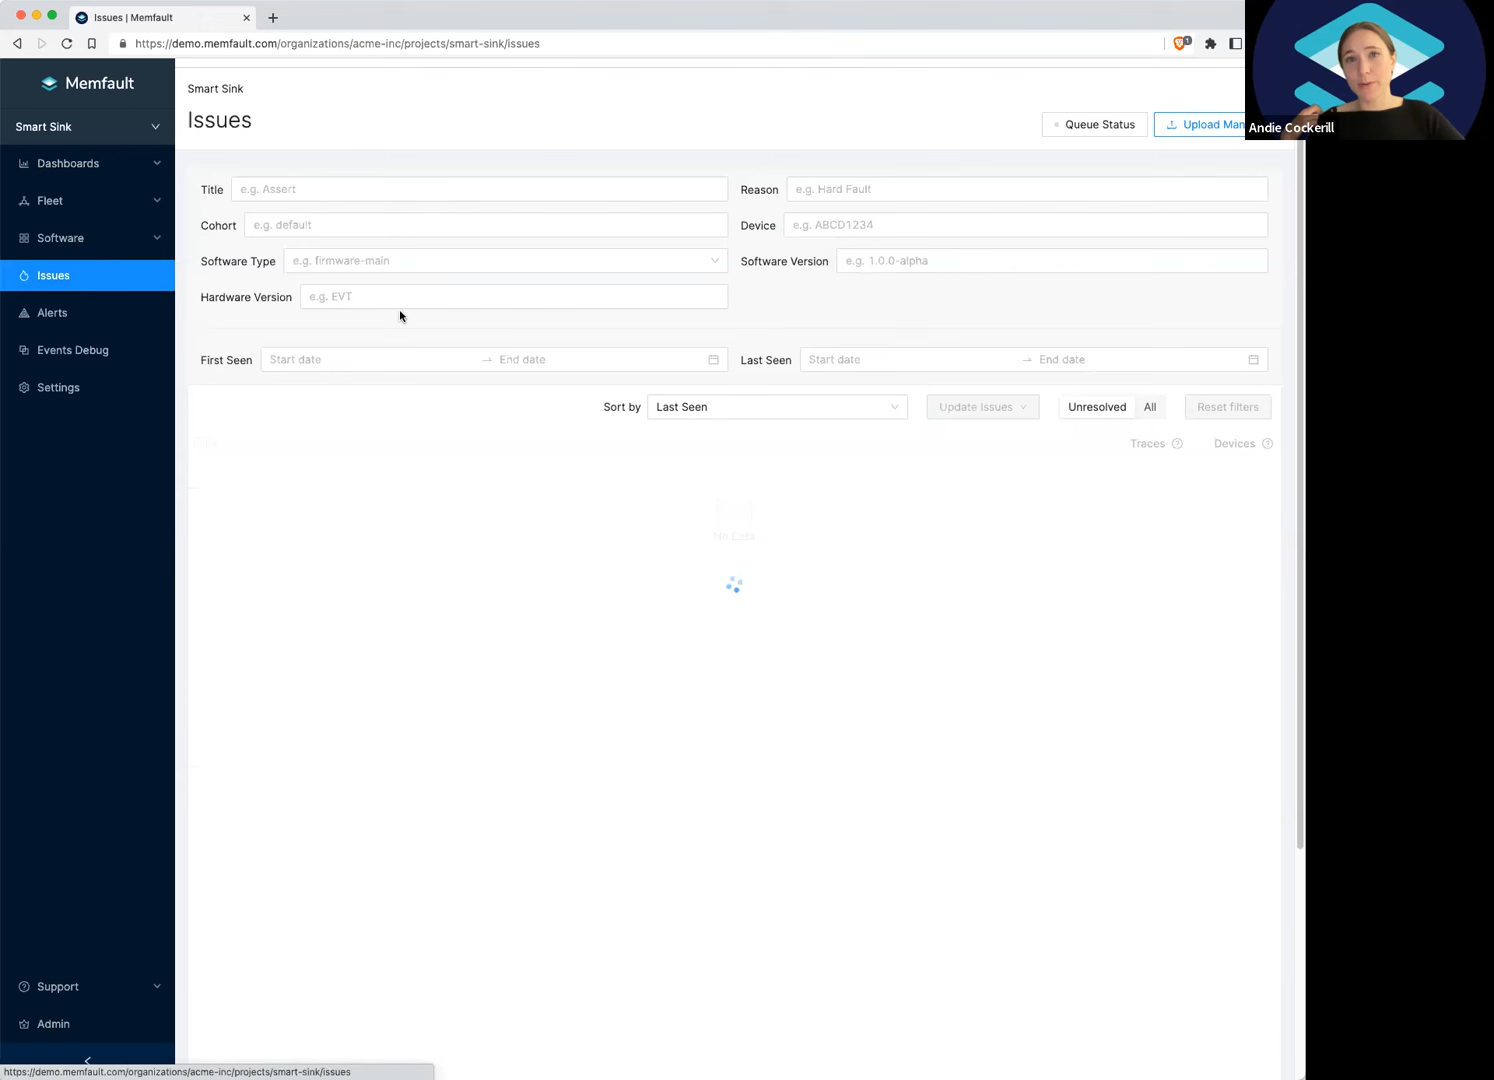 Issues | Memfault
https://demo.memfault.com/organizations/acme-inc/projects/smart-sink/issues
1
Andie Cockerill
Memfault
Smart Sink
Dashboards
Fleet
Software
Issues
Alerts
Events Debug
Settings
Support
Admin
Smart Sink
Issues
Queue Status
Upload Man
Title e.g. Assert
Reason e.g. Hard Fault
Cohort e.g. default
Device e.g. ABCD1234
Software Type e.g. firmware-main
Software Version e.g. 1.0.0-alpha
Hardware Version e.g. EVT
First Seen Start date → End date
Last Seen Start date → End date
Sort by Last Seen
Update Issues
Unresolved All
Reset filters
Traces
Devices
No Data
https://demo.memfault.com/organizations/acme-inc/projects/smart-sink/issues